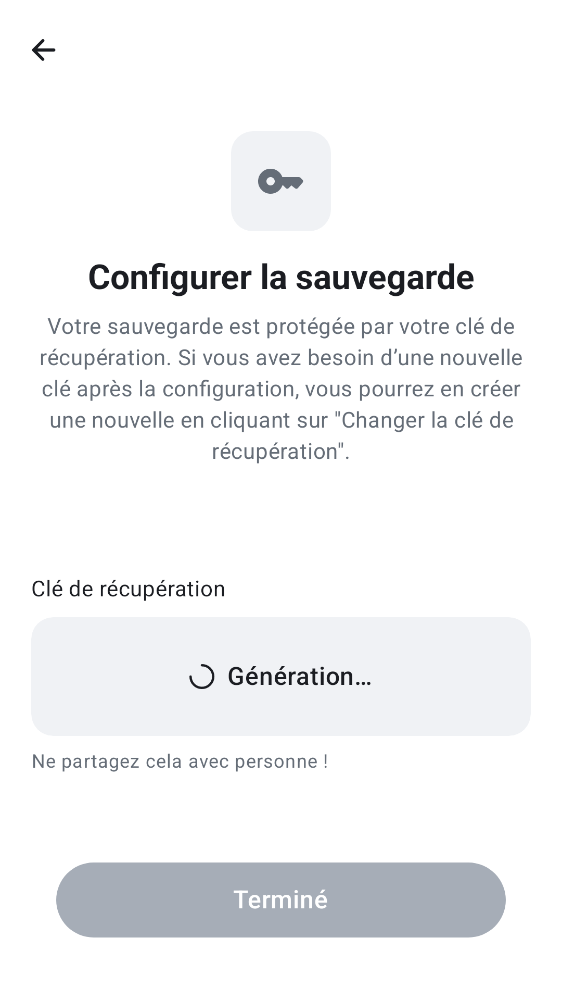 Configurer la sauvegarde
Votre sauvegarde est protégée par votre clé de
récupération. Si vous avez besoin d’une nouvelle
clé après la configuration, vous pourrez en créer
une nouvelle en cliquant sur "Changer la clé de
récupération".
Clé de récupération
Génération…
Ne partagez cela avec personne !
Terminé